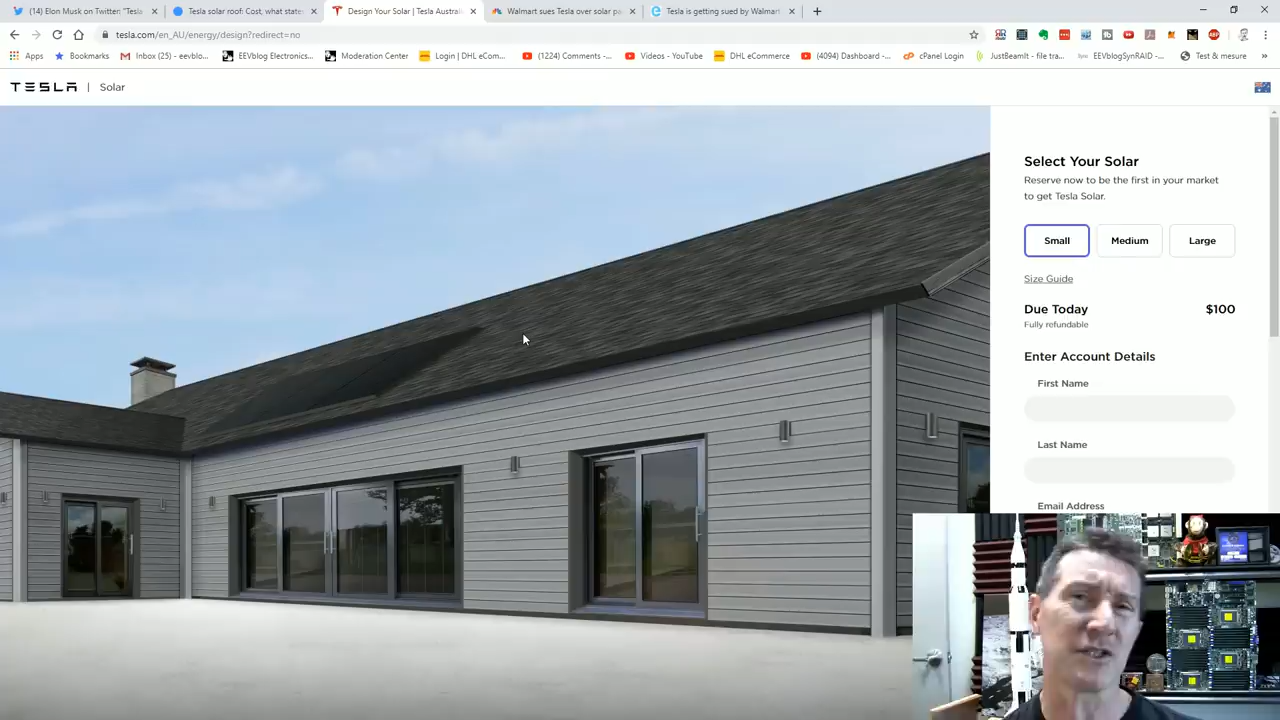 (14) Elon Musk on Twitter: "Tesla
Tesla solar roof: Cost, what states
Design Your Solar | Tesla Austral
Walmart sues Tesla over solar pa
Tesla is getting sued by Walmart
tesla.com/en_AU/energy/design?redirect=no
Apps
Bookmarks
Inbox (25) - eevblo...
EEVblog Electronics...
Moderation Center
Login | DHL eCom...
(1224) Comments -...
Videos - YouTube
DHL eCommerce
(4094) Dashboard -...
cPanel Login
JustBeamIt - file tra...
EEVBlogSynRAID -...
Test & mesure
»
TESLA | Solar
Select Your Solar
Reserve now to be the first in your market
to get Tesla Solar.
Small
Medium
Large
Size Guide
Due Today $100
Fully refundable
Enter Account Details
First Name
Last Name
Email Address